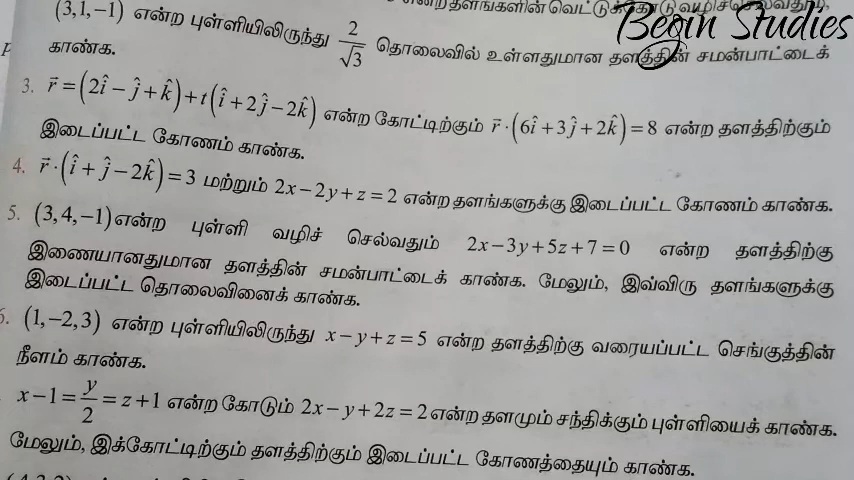 Begin Studies
(3,1,−1) என்ற புள்ளியிலிருந்து 2/√3 தொலைவில் உள்ளதுமான தளத்தின் சமன்பாட்டைக்
காண்க.
3. r⃗ = (2î − ĵ + k̂) + t(î + 2ĵ − 2k̂) என்ற கோட்டிற்கும் r⃗ · (6î + 3ĵ + 2k̂) = 8 என்ற தளத்திற்கும்
இடைப்பட்ட கோணம் காண்க.
4. r⃗ · (î + ĵ − 2k̂) = 3 மற்றும் 2x − 2y + z = 2 என்ற தளங்களுக்கு இடைப்பட்ட கோணம் காண்க.
5. (3,4,−1) என்ற புள்ளி வழிச் செல்வதும் 2x − 3y + 5z + 7 = 0 என்ற தளத்திற்கு
இணையானதுமான தளத்தின் சமன்பாட்டைக் காண்க. மேலும், இவ்விரு தளங்களுக்கு
இடைப்பட்ட தொலைவினைக் காண்க.
6. (1,−2,3) என்ற புள்ளியிலிருந்து x − y + z = 5 என்ற தளத்திற்கு வரையப்பட்ட செங்குத்தின்
நீளம் காண்க.
x − 1 = y/2 = z + 1 என்ற கோடும் 2x − y + 2z = 2 என்ற தளமும் சந்திக்கும் புள்ளியைக் காண்க.
மேலும், இக்கோட்டிற்கும் தளத்திற்கும் இடைப்பட்ட கோணத்தையும் காண்க.